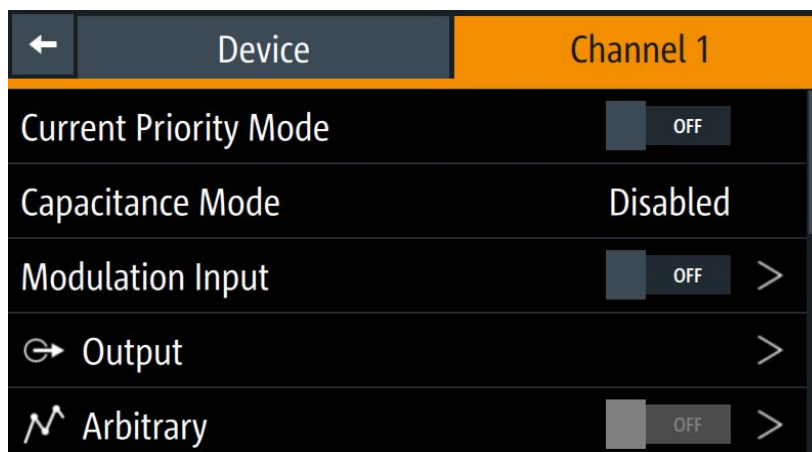 Device
Channel 1
Current Priority Mode OFF
Capacitance Mode Disabled
Modulation Input OFF >
Output >
Arbitrary OFF >